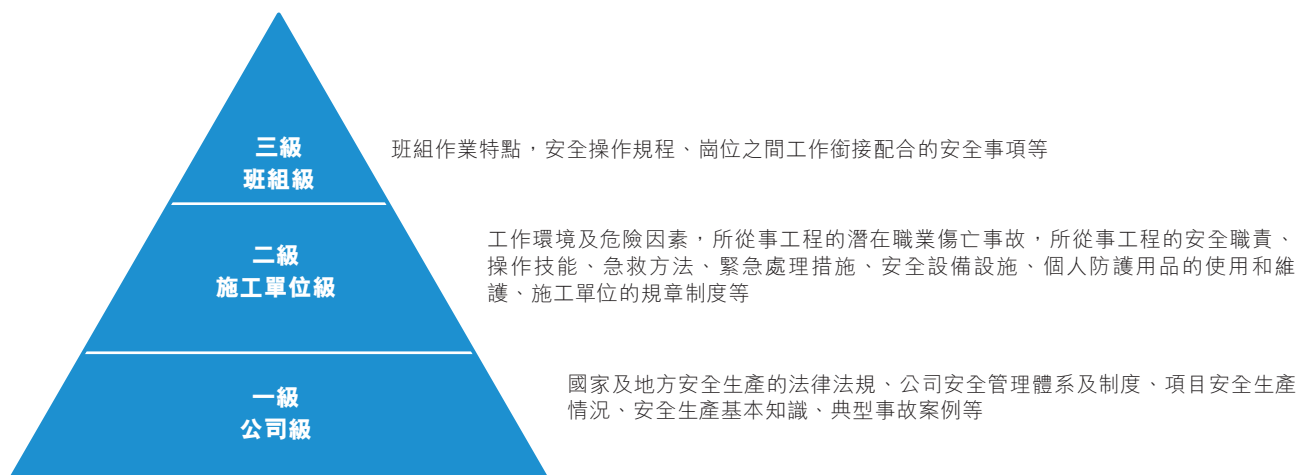 三級
班組級
班組作業特點，安全操作規程、崗位之間工作銜接配合的安全事項等
二級
施工單位級
工作環境及危險因素，所從事工程的潛在職業傷亡事故，所從事工程的安全職責、
操作技能、急救方法、緊急處理措施、安全設備設施、個人防護用品的使用和維
護、施工單位的規章制度等
一級
公司級
國家及地方安全生產的法律法規、公司安全管理體系及制度、項目安全生產
情況、安全生產基本知識、典型事故案例等